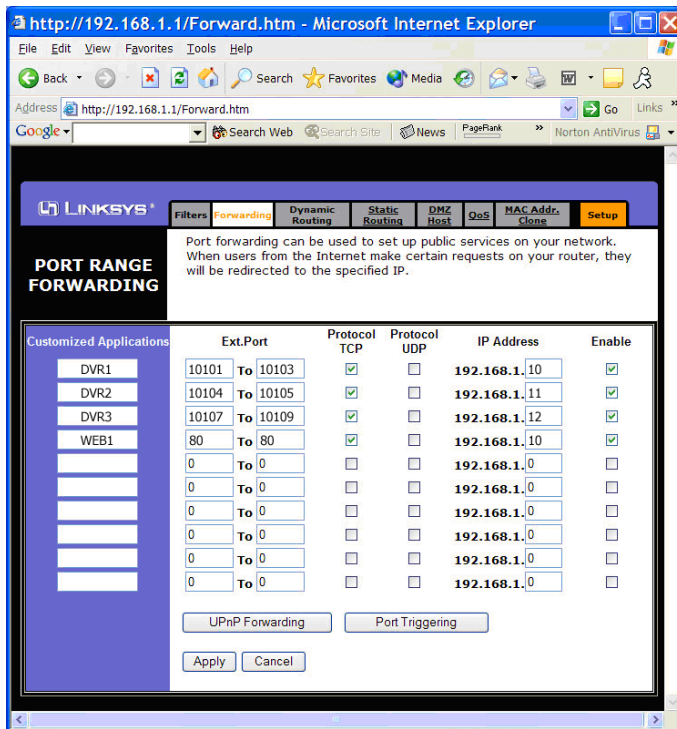 http://192.168.1.1/Forward.htm - Microsoft Internet Explorer
File Edit View Favorites Tools Help
Back Search Favorites Media
Address http://192.168.1.1/Forward.htm Go Links »
Google Search Web Search Site News PageRank » Norton AntiVirus
LINKSYS®
Filters Forwarding Dynamic Routing Static Routing DMZ Host QoS MAC Addr. Clone Setup
PORT RANGE FORWARDING
Port forwarding can be used to set up public services on your network.
When users from the Internet make certain requests on your router, they
will be redirected to the specified IP.
Customized Applications Ext.Port Protocol TCP Protocol UDP IP Address Enable
DVR1 10101 To 10103 192.168.1. 10
DVR2 10104 To 10105 192.168.1. 11
DVR3 10107 To 10109 192.168.1. 12
WEB1 80 To 80 192.168.1. 10
0 To 0 192.168.1. 0
0 To 0 192.168.1. 0
0 To 0 192.168.1. 0
0 To 0 192.168.1. 0
0 To 0 192.168.1. 0
0 To 0 192.168.1. 0
UPnP Forwarding Port Triggering
Apply Cancel